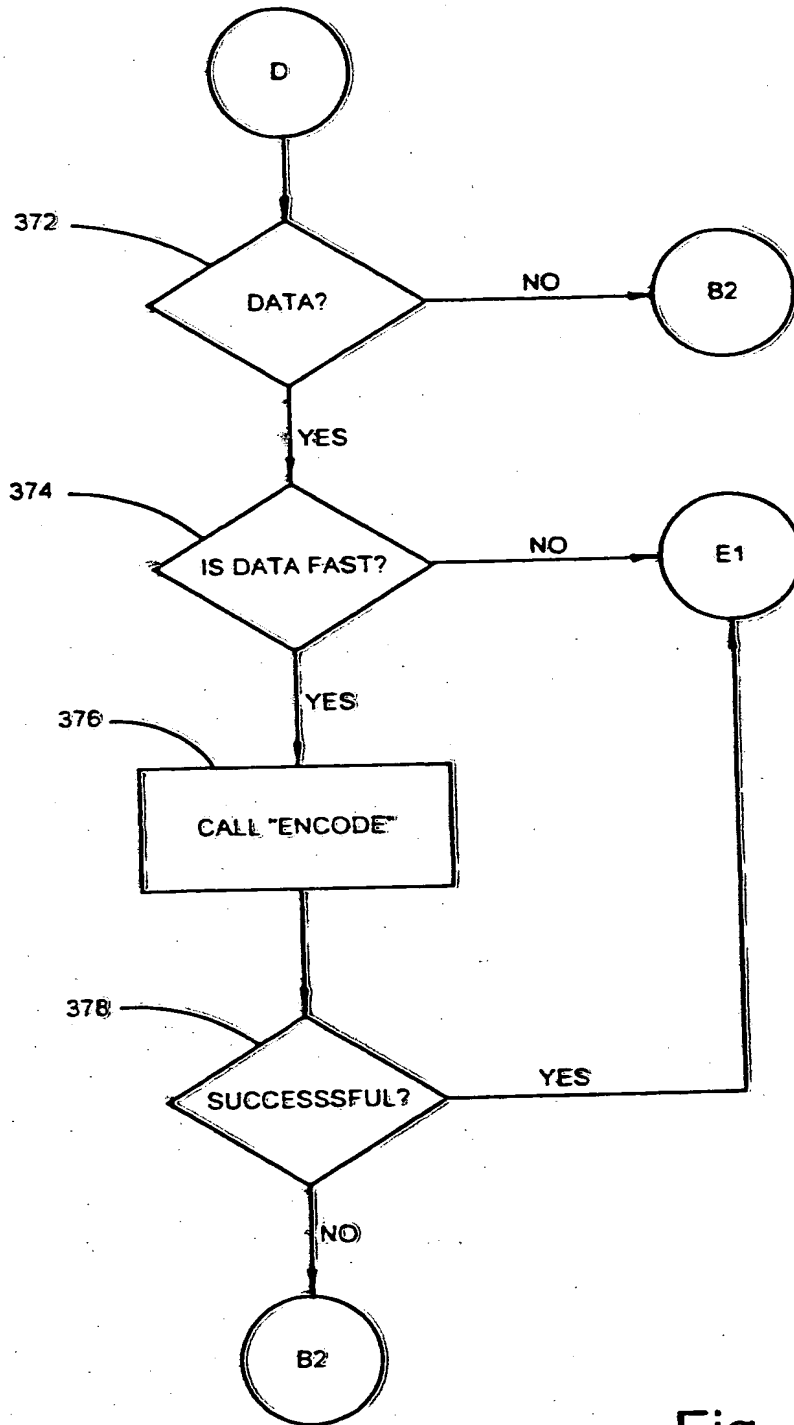 D
372
DATA?
NO
B2
YES
374
IS DATA FAST?
NO
E1
YES
376
CALL "ENCODE"
378
SUCCESSSFUL?
YES
NO
B2
Fig